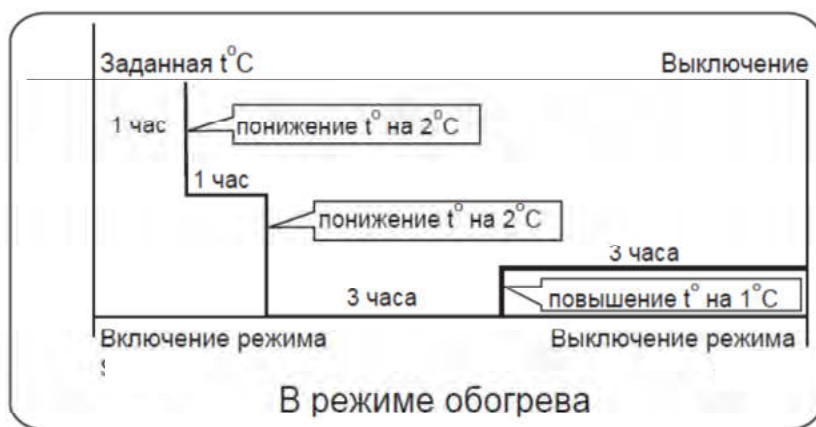 Заданная t°C Выключение
1 час понижение t° на 2°C
1 час
понижение t° на 2°C
3 часа
3 часа повышение t° на 1°C
Включение режима Выключение режима
В режиме обогрева